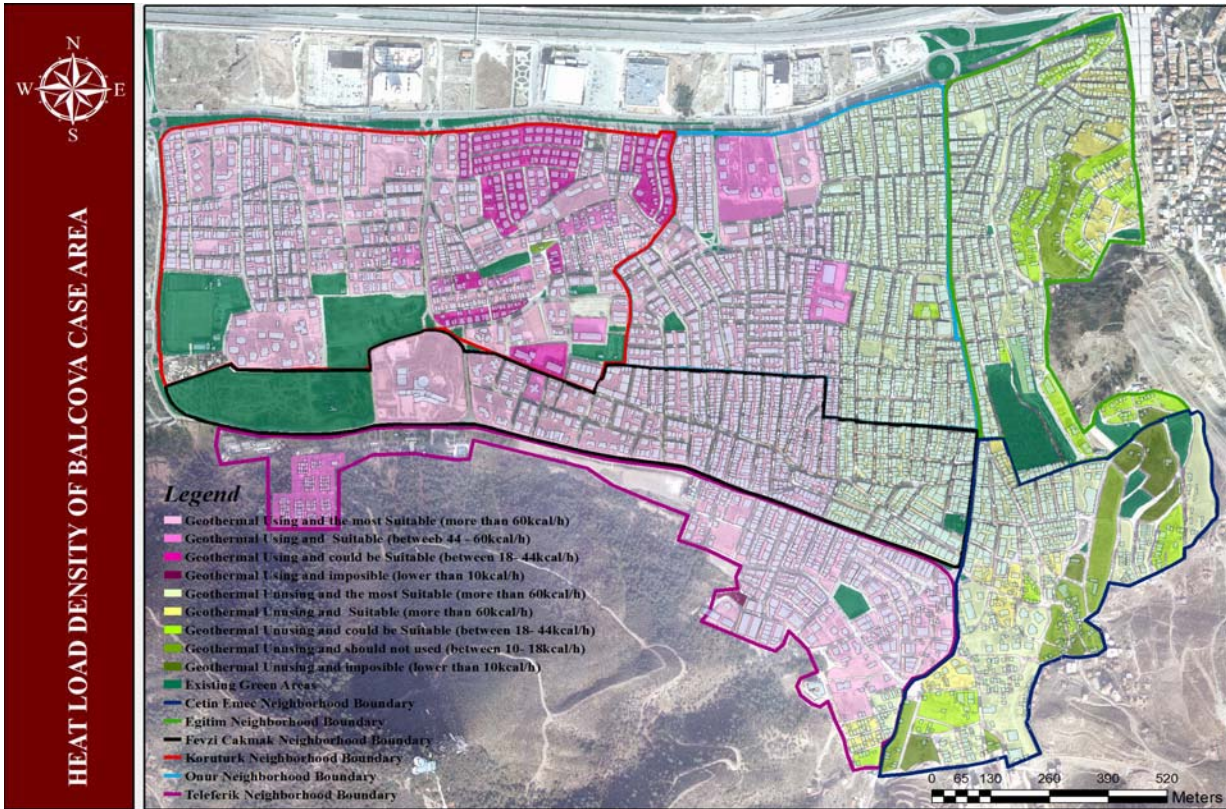 N
W E
S
HEAT LOAD DENSITY OF BALCOVA CASE AREA
Legend
Geothermal Using and the most Suitable (more than 60kcal/h)
Geothermal Using and Suitable (betweeb 44 - 60kcal/h)
Geothermal Using and could be Suitable (between 18- 44kcal/h)
Geothermal Using and imposible (lower than 10kcal/h)
Geothermal Unusing and the most Suitable (more than 60kcal/h)
Geothermal Unusing and Suitable (more than 60kcal/h)
Geothermal Unusing and could be Suitable (between 18- 44kcal/h)
Geothermal Unusing and should not used (between 10- 18kcal/h)
Geothermal Unusing and imposible (lower than 10kcal/h)
Existing Green Areas
Cetin Emec Neighborhood Boundary
Egitim Neighborhood Boundary
Fevzi Cakmak Neighborhood Boundary
Koruturk Neighborhood Boundary
Onur Neighborhood Boundary
Teleferik Neighborhood Boundary
0 65 130 260 390 520
Meters